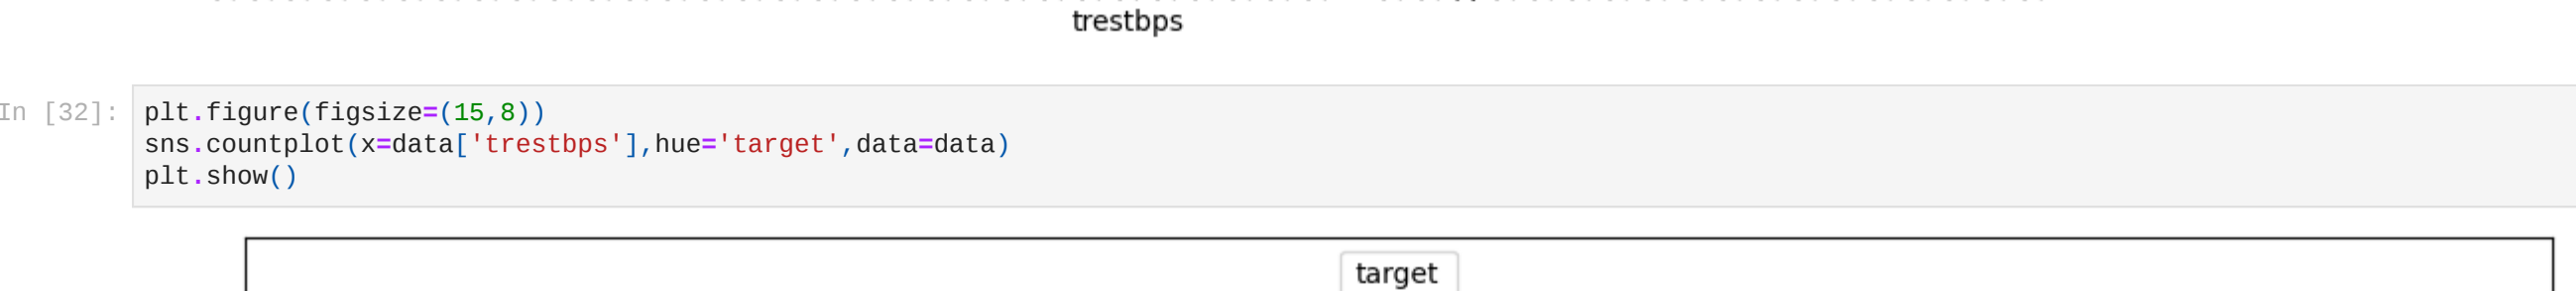 trestbps
In [32]:
plt.figure(figsize=(15,8))
sns.countplot(x=data['trestbps'],hue='target',data=data)
plt.show()
target